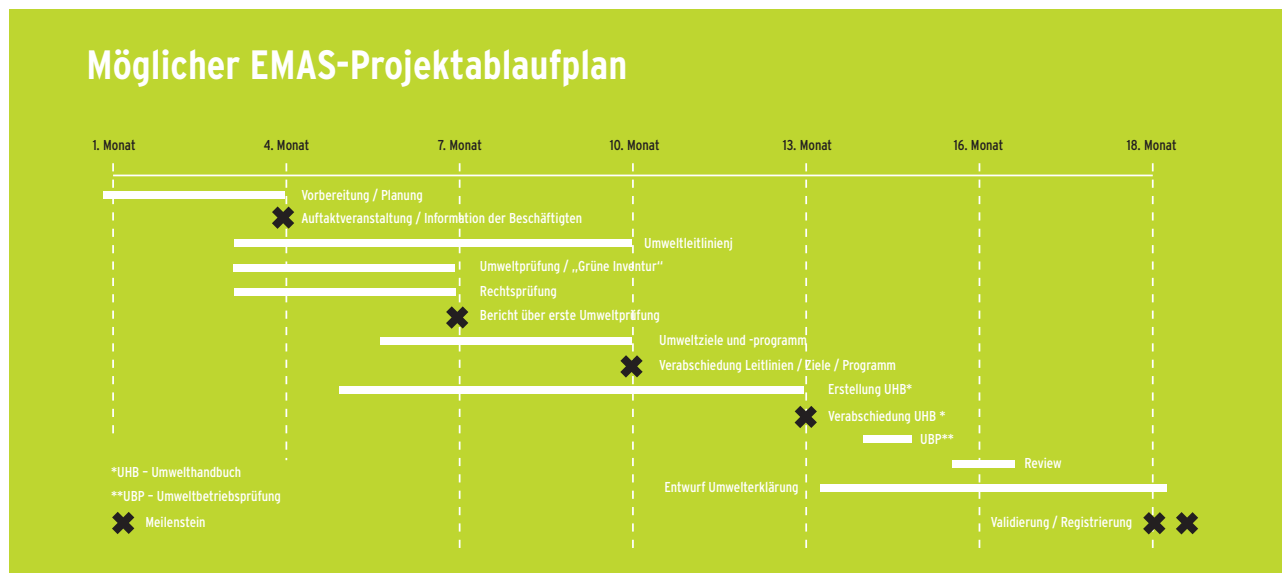 Möglicher EMAS-Projektablaufplan
1. Monat 4. Monat 7. Monat 10. Monat 13. Monat 16. Monat 18. Monat
Vorbereitung / Planung
Auftaktveranstaltung / Information der Beschäftigten
Umweltleitlinienj
Umweltprüfung / „Grüne Inventur“
Rechtsprüfung
Bericht über erste Umweltprüfung
Umweltziele und -programm
Verabschiedung Leitlinien / Ziele / Programm
Erstellung UHB*
Verabschiedung UHB *
UBP**
Review
Entwurf Umwelterklärung
Validierung / Registrierung
*UHB – Umwelthandbuch
**UBP – Umweltbetriebsprüfung
Meilenstein